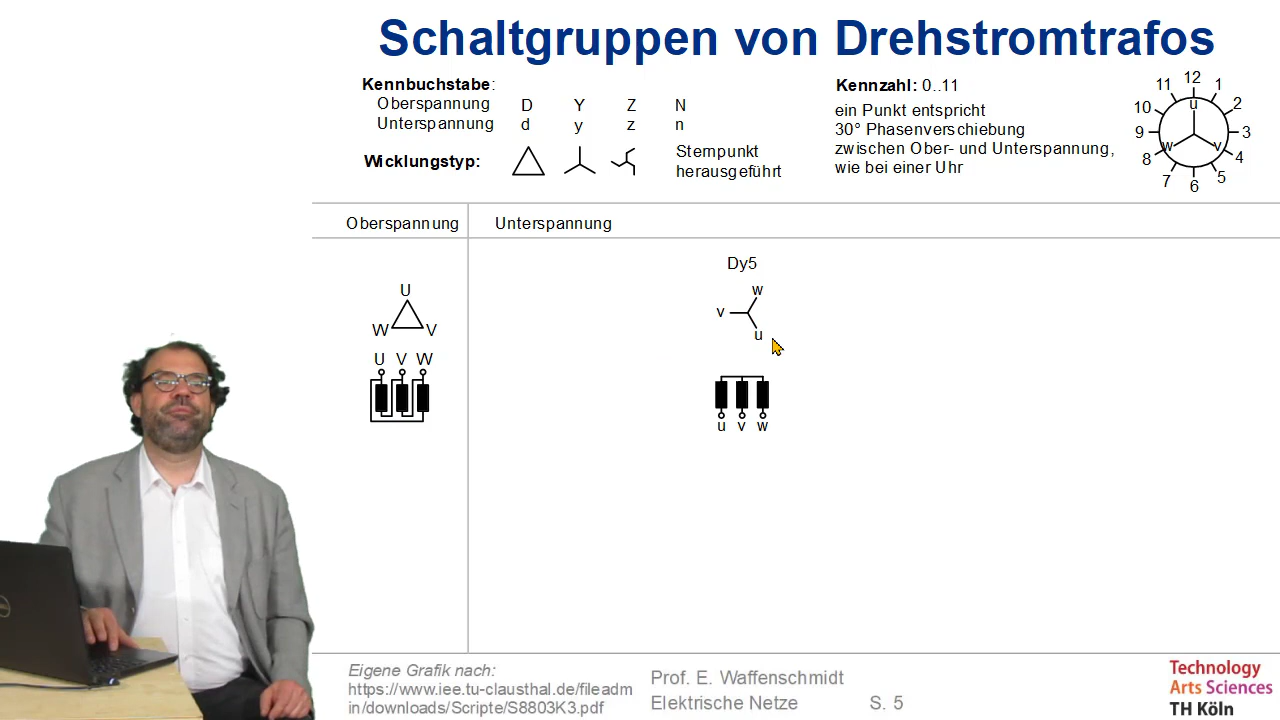 Schaltgruppen von Drehstromtrafos
Kennbuchstabe:
Oberspannung D Y Z N
Unterspannung d y z n
Wicklungstyp:
Sternpunkt
herausgeführt
Kennzahl: 0..11
ein Punkt entspricht
30° Phasenverschiebung
zwischen Ober- und Unterspannung,
wie bei einer Uhr
12
11 1
10 u 2
9 3
8 w v 4
7 5
6
Oberspannung Unterspannung
Dy5
U
W V
U V W
w
v
u
u v w
Eigene Grafik nach:
https://www.iee.tu-clausthal.de/fileadm
in/downloads/Scripte/S8803K3.pdf
Prof. E. Waffenschmidt
Elektrische Netze S. 5
Technology
Arts Sciences
TH Köln